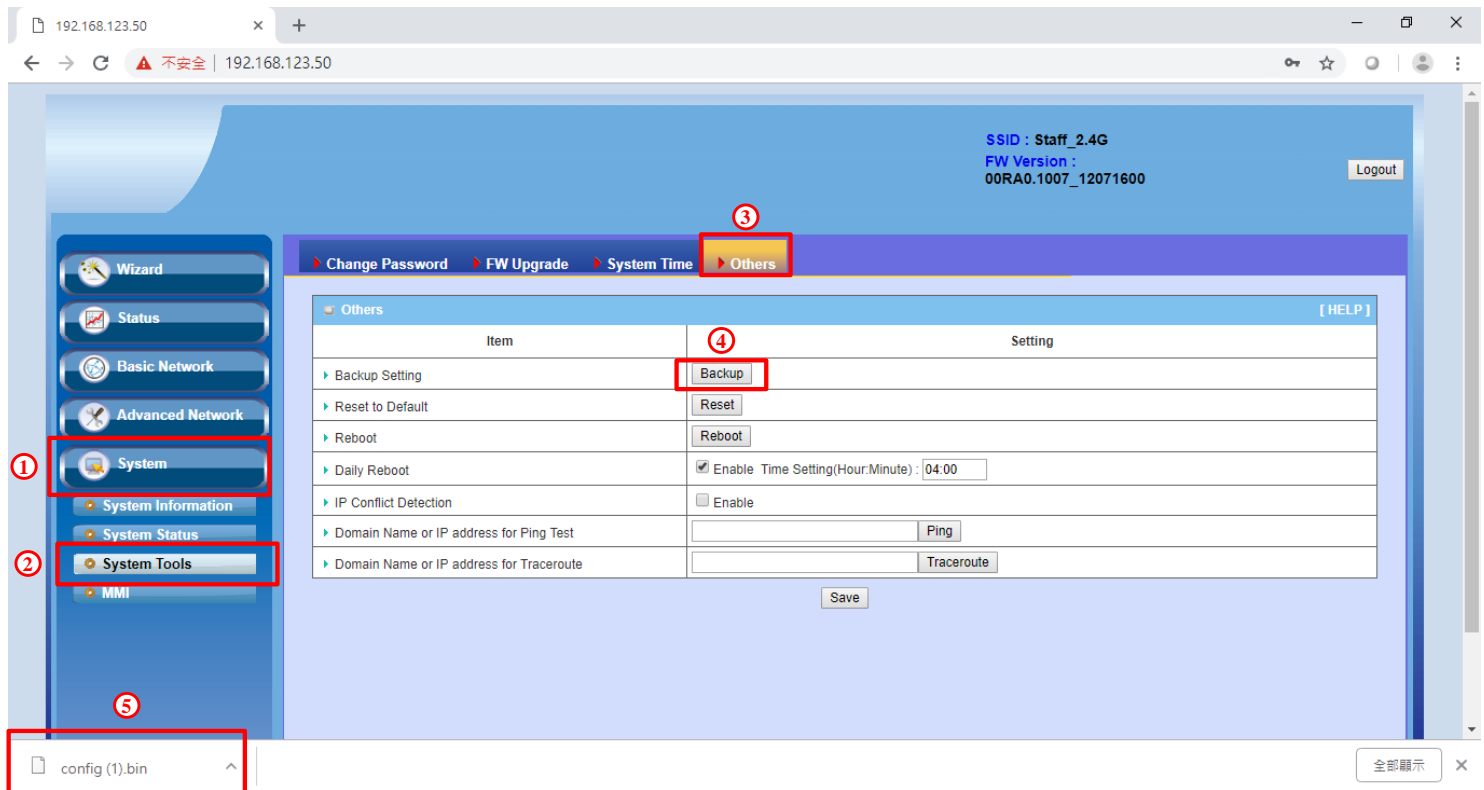 192.168.123.50
不安全 | 192.168.123.50
SSID : Staff_2.4G
FW Version :
00RA0.1007_12071600
Logout
③
Change Password FW Upgrade System Time Others
Wizard
Status
Basic Network
Advanced Network
① System
System Information
System Status
② System Tools
MMI
Others [ HELP ]
Item Setting
④
Backup Setting Backup
Reset to Default Reset
Reboot Reboot
Daily Reboot Enable Time Setting(Hour:Minute) : 04:00
IP Conflict Detection Enable
Domain Name or IP address for Ping Test Ping
Domain Name or IP address for Traceroute Traceroute
Save
⑤
config (1).bin 全部顯示